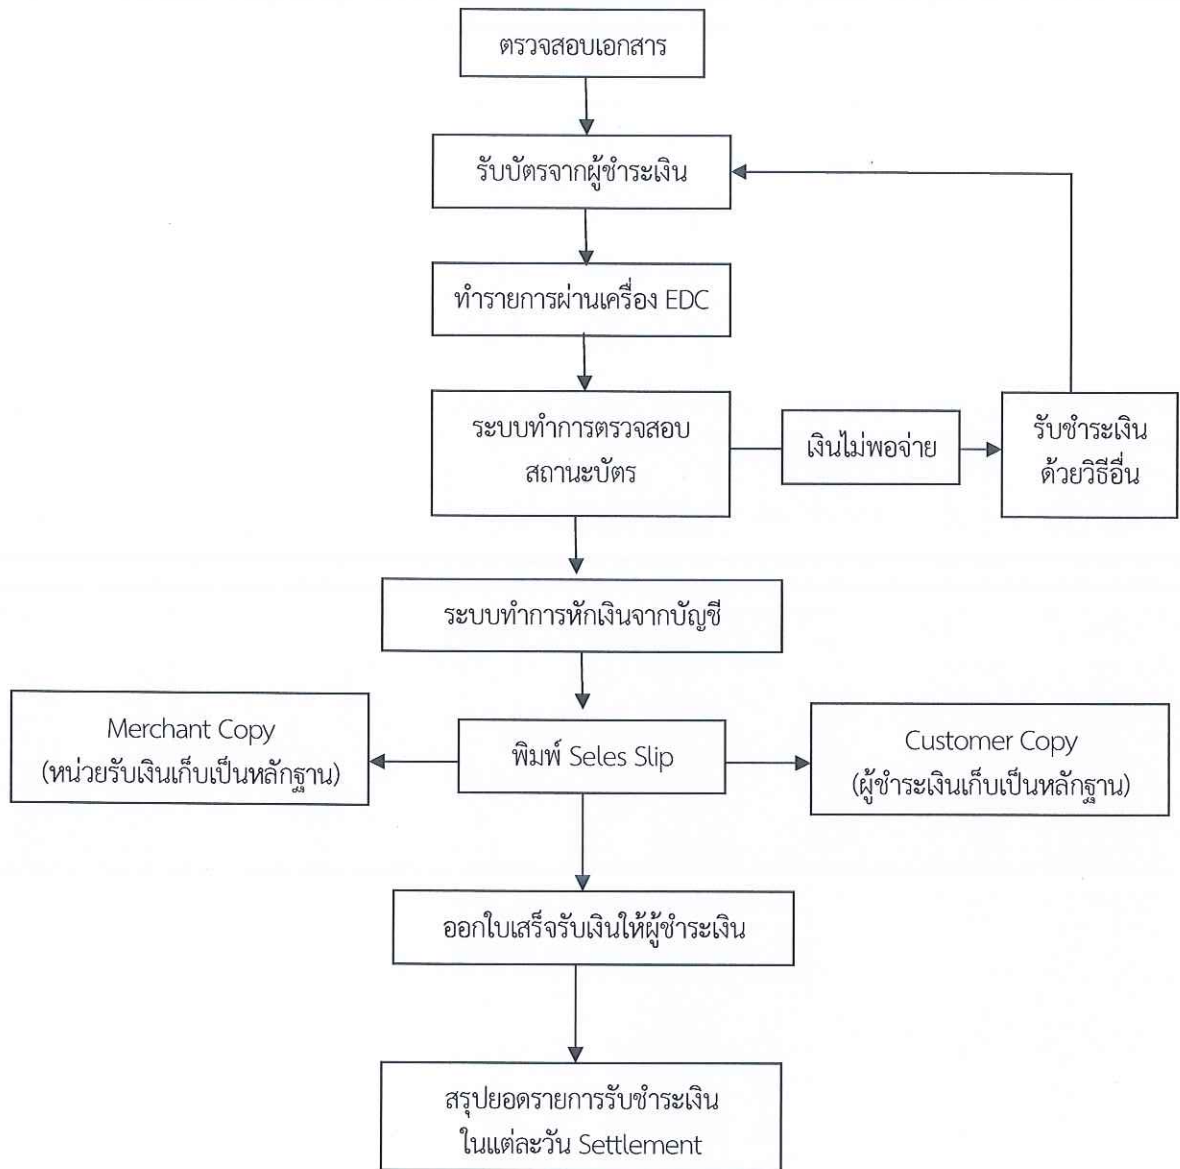 ตรวจสอบเอกสาร
รับบัตรจากผู้ชำระเงิน
ทำรายการผ่านเครื่อง EDC
ระบบทำการตรวจสอบ
สถานะบัตร
เงินไม่พอจ่าย
รับชำระเงิน
ด้วยวิธีอื่น
ระบบทำการหักเงินจากบัญชี
Merchant Copy
(หน่วยรับเงินเก็บเป็นหลักฐาน)
พิมพ์ Seles Slip
Customer Copy
(ผู้ชำระเงินเก็บเป็นหลักฐาน)
ออกใบเสร็จรับเงินให้ผู้ชำระเงิน
สรุปยอดรายการรับชำระเงิน
ในแต่ละวัน Settlement